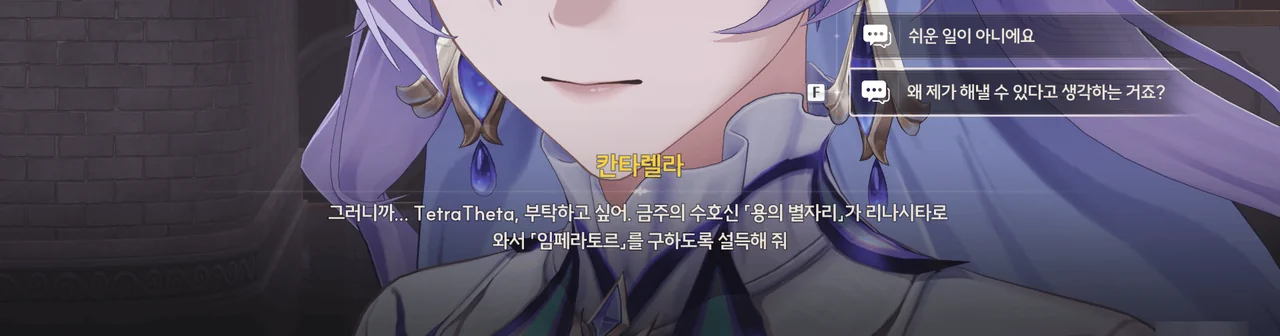 쉬운 일이 아니에요
F
왜 제가 해낼 수 있다고 생각하는 거죠?
칸타렐라
그러니까... TetraTheta, 부탁하고 싶어. 금주의 수호신 「용의 별자리」가 리나시타로
와서 「임페라토르」를 구하도록 설득해 줘